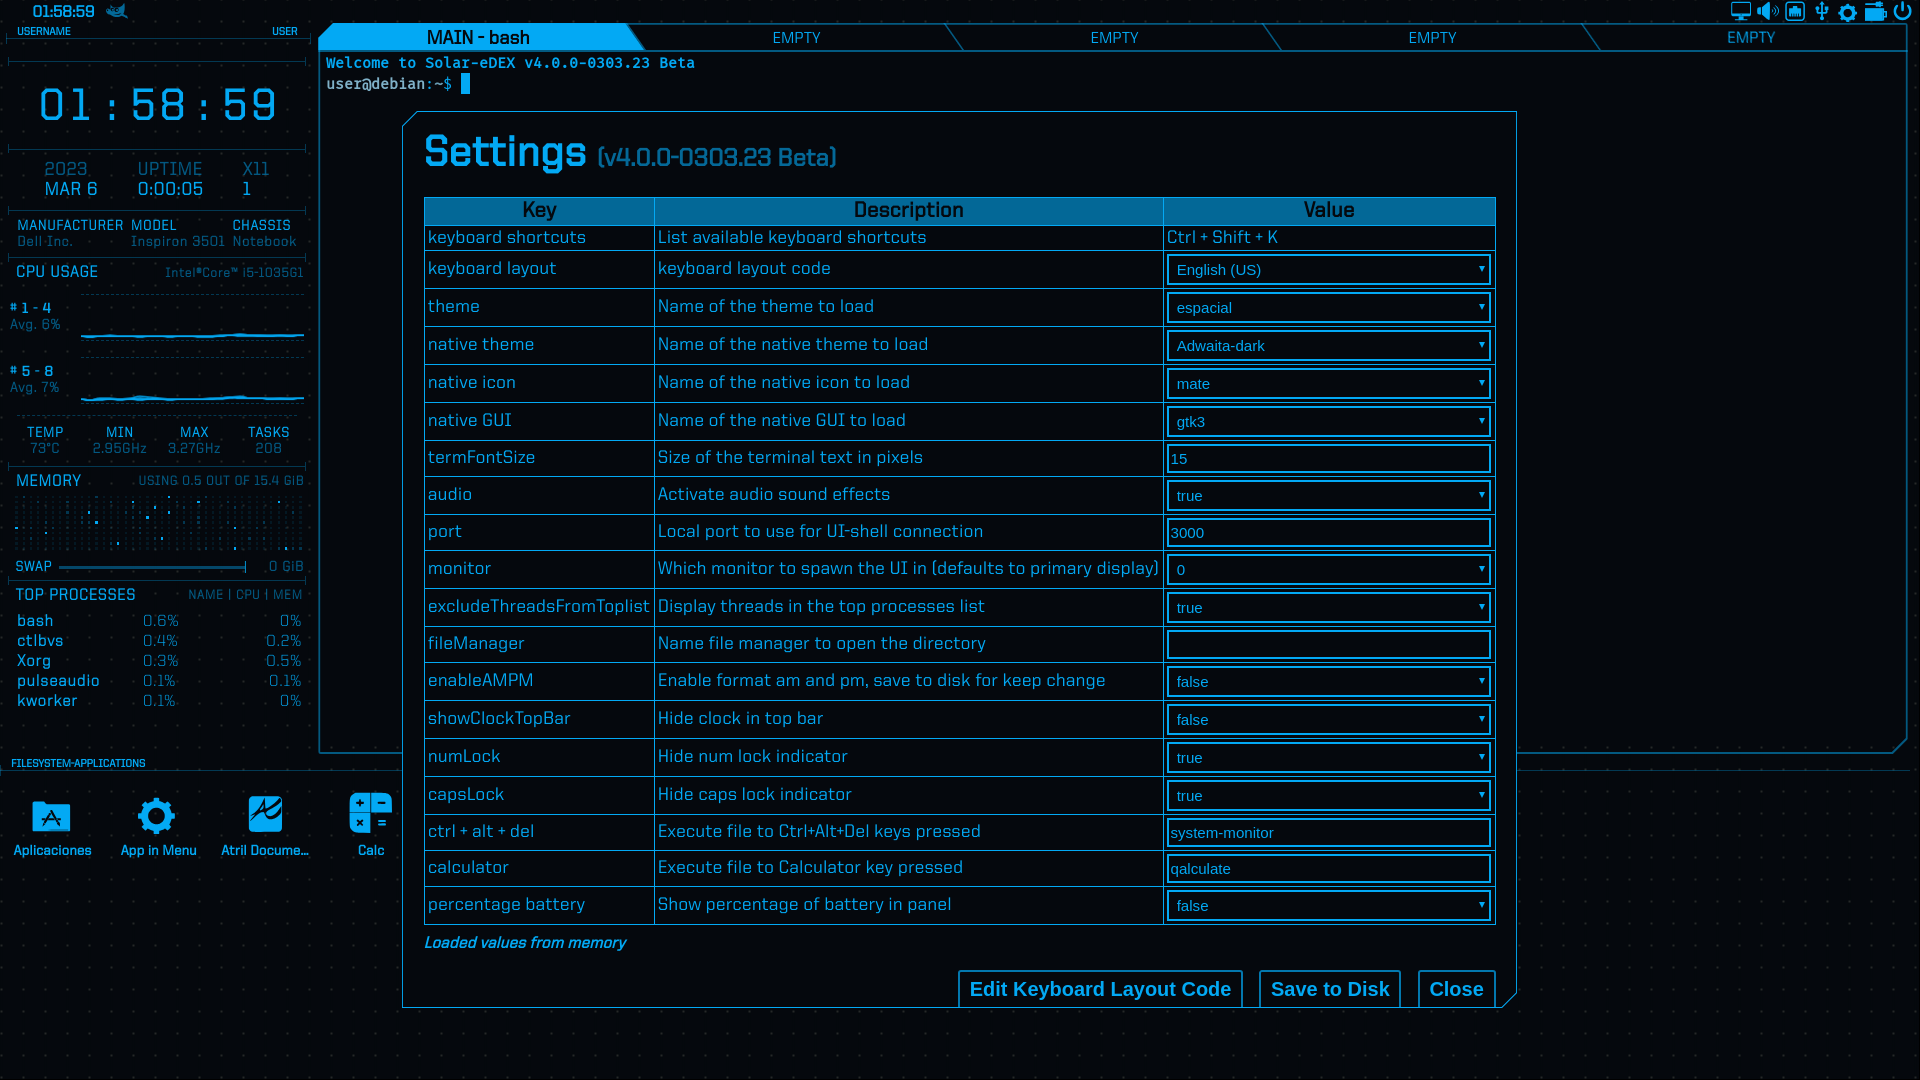 01:58:59
USERNAME USER
MAIN - bash EMPTY EMPTY EMPTY EMPTY
Welcome to Solar-eDEX v4.0.0-0303.23 Beta
user@debian:~$
01:58:59
2023 UPTIME X11
MAR 6 0:00:05 1
MANUFACTURER MODEL CHASSIS
Dell Inc. Inspiron 3501 Notebook
CPU USAGE Intel®Core™ i5-1035G1
# 1 - 4
Avg. 6%
# 5 - 8
Avg. 7%
TEMP MIN MAX TASKS
73°C 2.95GHz 3.27GHz 208
MEMORY USING 0.5 OUT OF 15.4 GiB
SWAP 0 GiB
TOP PROCESSES NAME | CPU | MEM
bash 0.6% 0%
ctlbvs 0.4% 0.2%
Xorg 0.3% 0.5%
pulseaudio 0.1% 0.1%
kworker 0.1% 0%
FILESYSTEM-APPLICATIONS
Aplicaciones App in Menu Atril Docume... Calc
Settings (v4.0.0-0303.23 Beta)
Key Description Value
keyboard shortcuts List available keyboard shortcuts Ctrl + Shift + K
keyboard layout keyboard layout code English (US)
theme Name of the theme to load espacial
native theme Name of the native theme to load Adwaita-dark
native icon Name of the native icon to load mate
native GUI Name of the native GUI to load gtk3
termFontSize Size of the terminal text in pixels 15
audio Activate audio sound effects true
port Local port to use for UI-shell connection 3000
monitor Which monitor to spawn the UI in (defaults to primary display) 0
excludeThreadsFromToplist Display threads in the top processes list true
fileManager Name file manager to open the directory
enableAMPM Enable format am and pm, save to disk for keep change false
showClockTopBar Hide clock in top bar false
numLock Hide num lock indicator true
capsLock Hide caps lock indicator true
ctrl + alt + del Execute file to Ctrl+Alt+Del keys pressed system-monitor
calculator Execute file to Calculator key pressed qalculate
percentage battery Show percentage of battery in panel false
Loaded values from memory
Edit Keyboard Layout Code Save to Disk Close